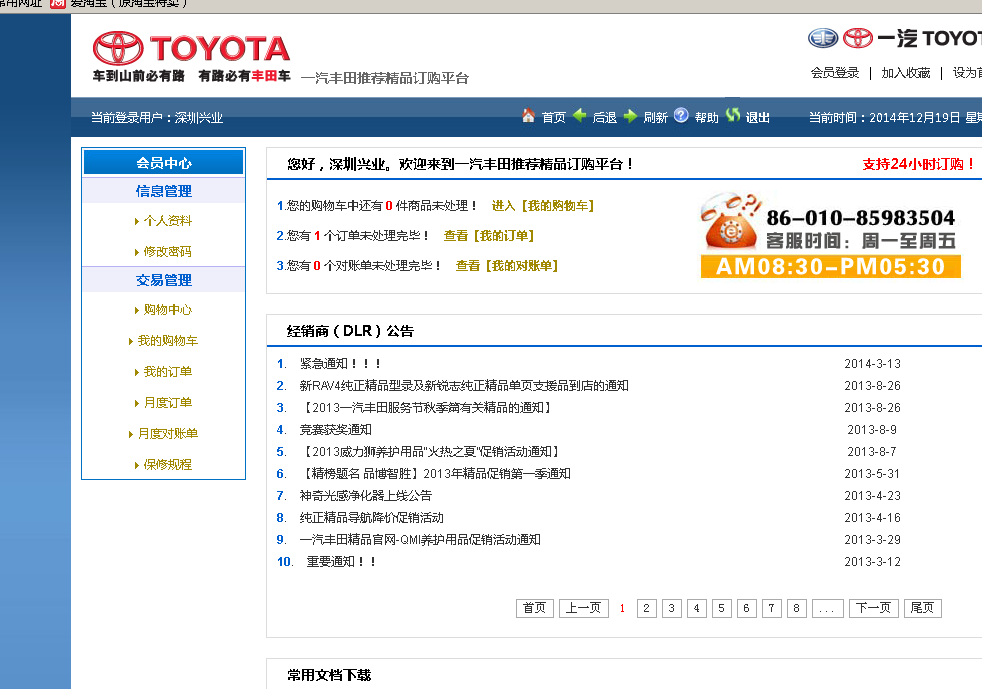 常用网址 爱淘宝（原淘宝特卖）
TOYOTA
车到山前必有路 有路必有丰田车
一汽丰田推荐精品订购平台
一汽 TOYOTA
会员登录 | 加入收藏 | 设为首
当前登录用户：深圳兴业
首页 后退 刷新 帮助 退出
当前时间：2014年12月19日 星期
会员中心
信息管理
个人资料
修改密码
交易管理
购物中心
我的购物车
我的订单
月度订单
月度对账单
保修规程
您好，深圳兴业。欢迎来到一汽丰田推荐精品订购平台！
支持24小时订购！
1.您的购物车中还有 0 件商品未处理！ 进入【我的购物车】
2.您有 1 个订单未处理完毕！ 查看【我的订单】
3.您有 0 个对账单未处理完毕！ 查看【我的对账单】
86-010-85983504
客服时间：周一至周五
AM08:30-PM05:30
经销商（DLR）公告
1. 紧急通知！！！ 2014-3-13
2. 新RAV4纯正精品型录及新锐志纯正精品单页支援品到店的通知 2013-8-26
3. 【2013一汽丰田服务节秋季篇有关精品的通知】 2013-8-26
4. 竞赛获奖通知 2013-8-9
5. 【2013威力狮养护用品“火热之夏”促销活动通知】 2013-8-7
6. 【精榜题名 品博智胜】2013年精品促销第一季通知 2013-5-31
7. 神奇光感净化器上线公告 2013-4-23
8. 纯正精品导航降价促销活动 2013-4-16
9. 一汽丰田精品官网-QMI养护用品促销活动通知 2013-3-29
10. 重要通知！！ 2013-3-12
首页 上一页 1 2 3 4 5 6 7 8 ... 下一页 尾页
常用文档下载